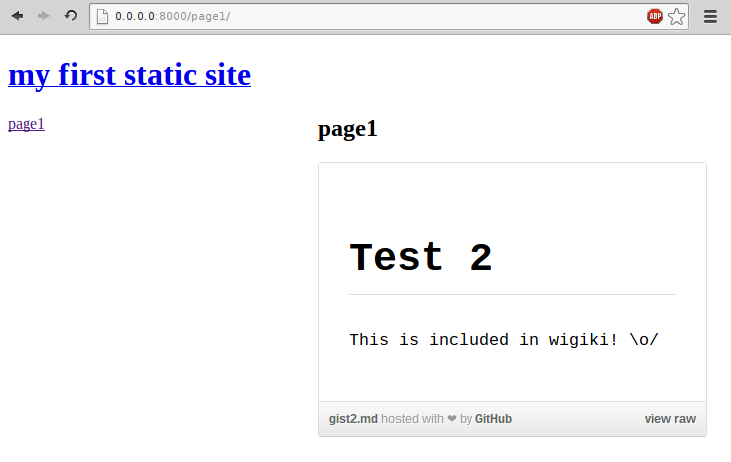 0.0.0.0:8000/page1/
ABP
my first static site
page1
page1
Test 2
This is included in wigiki! \o/
gist2.md hosted with ❤ by GitHub
view raw